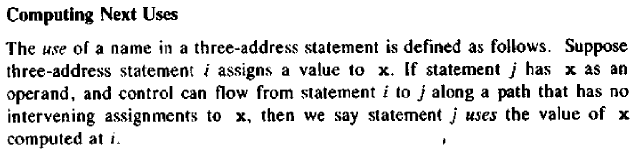 Computing Next Uses
The use of a name in a three-address statement is defined as follows. Suppose
three-address statement i assigns a value to x. If statement j has x as an
operand, and control can flow from statement i to j along a path that has no
intervening assignments to x, then we say statement j uses the value of x
computed at i.